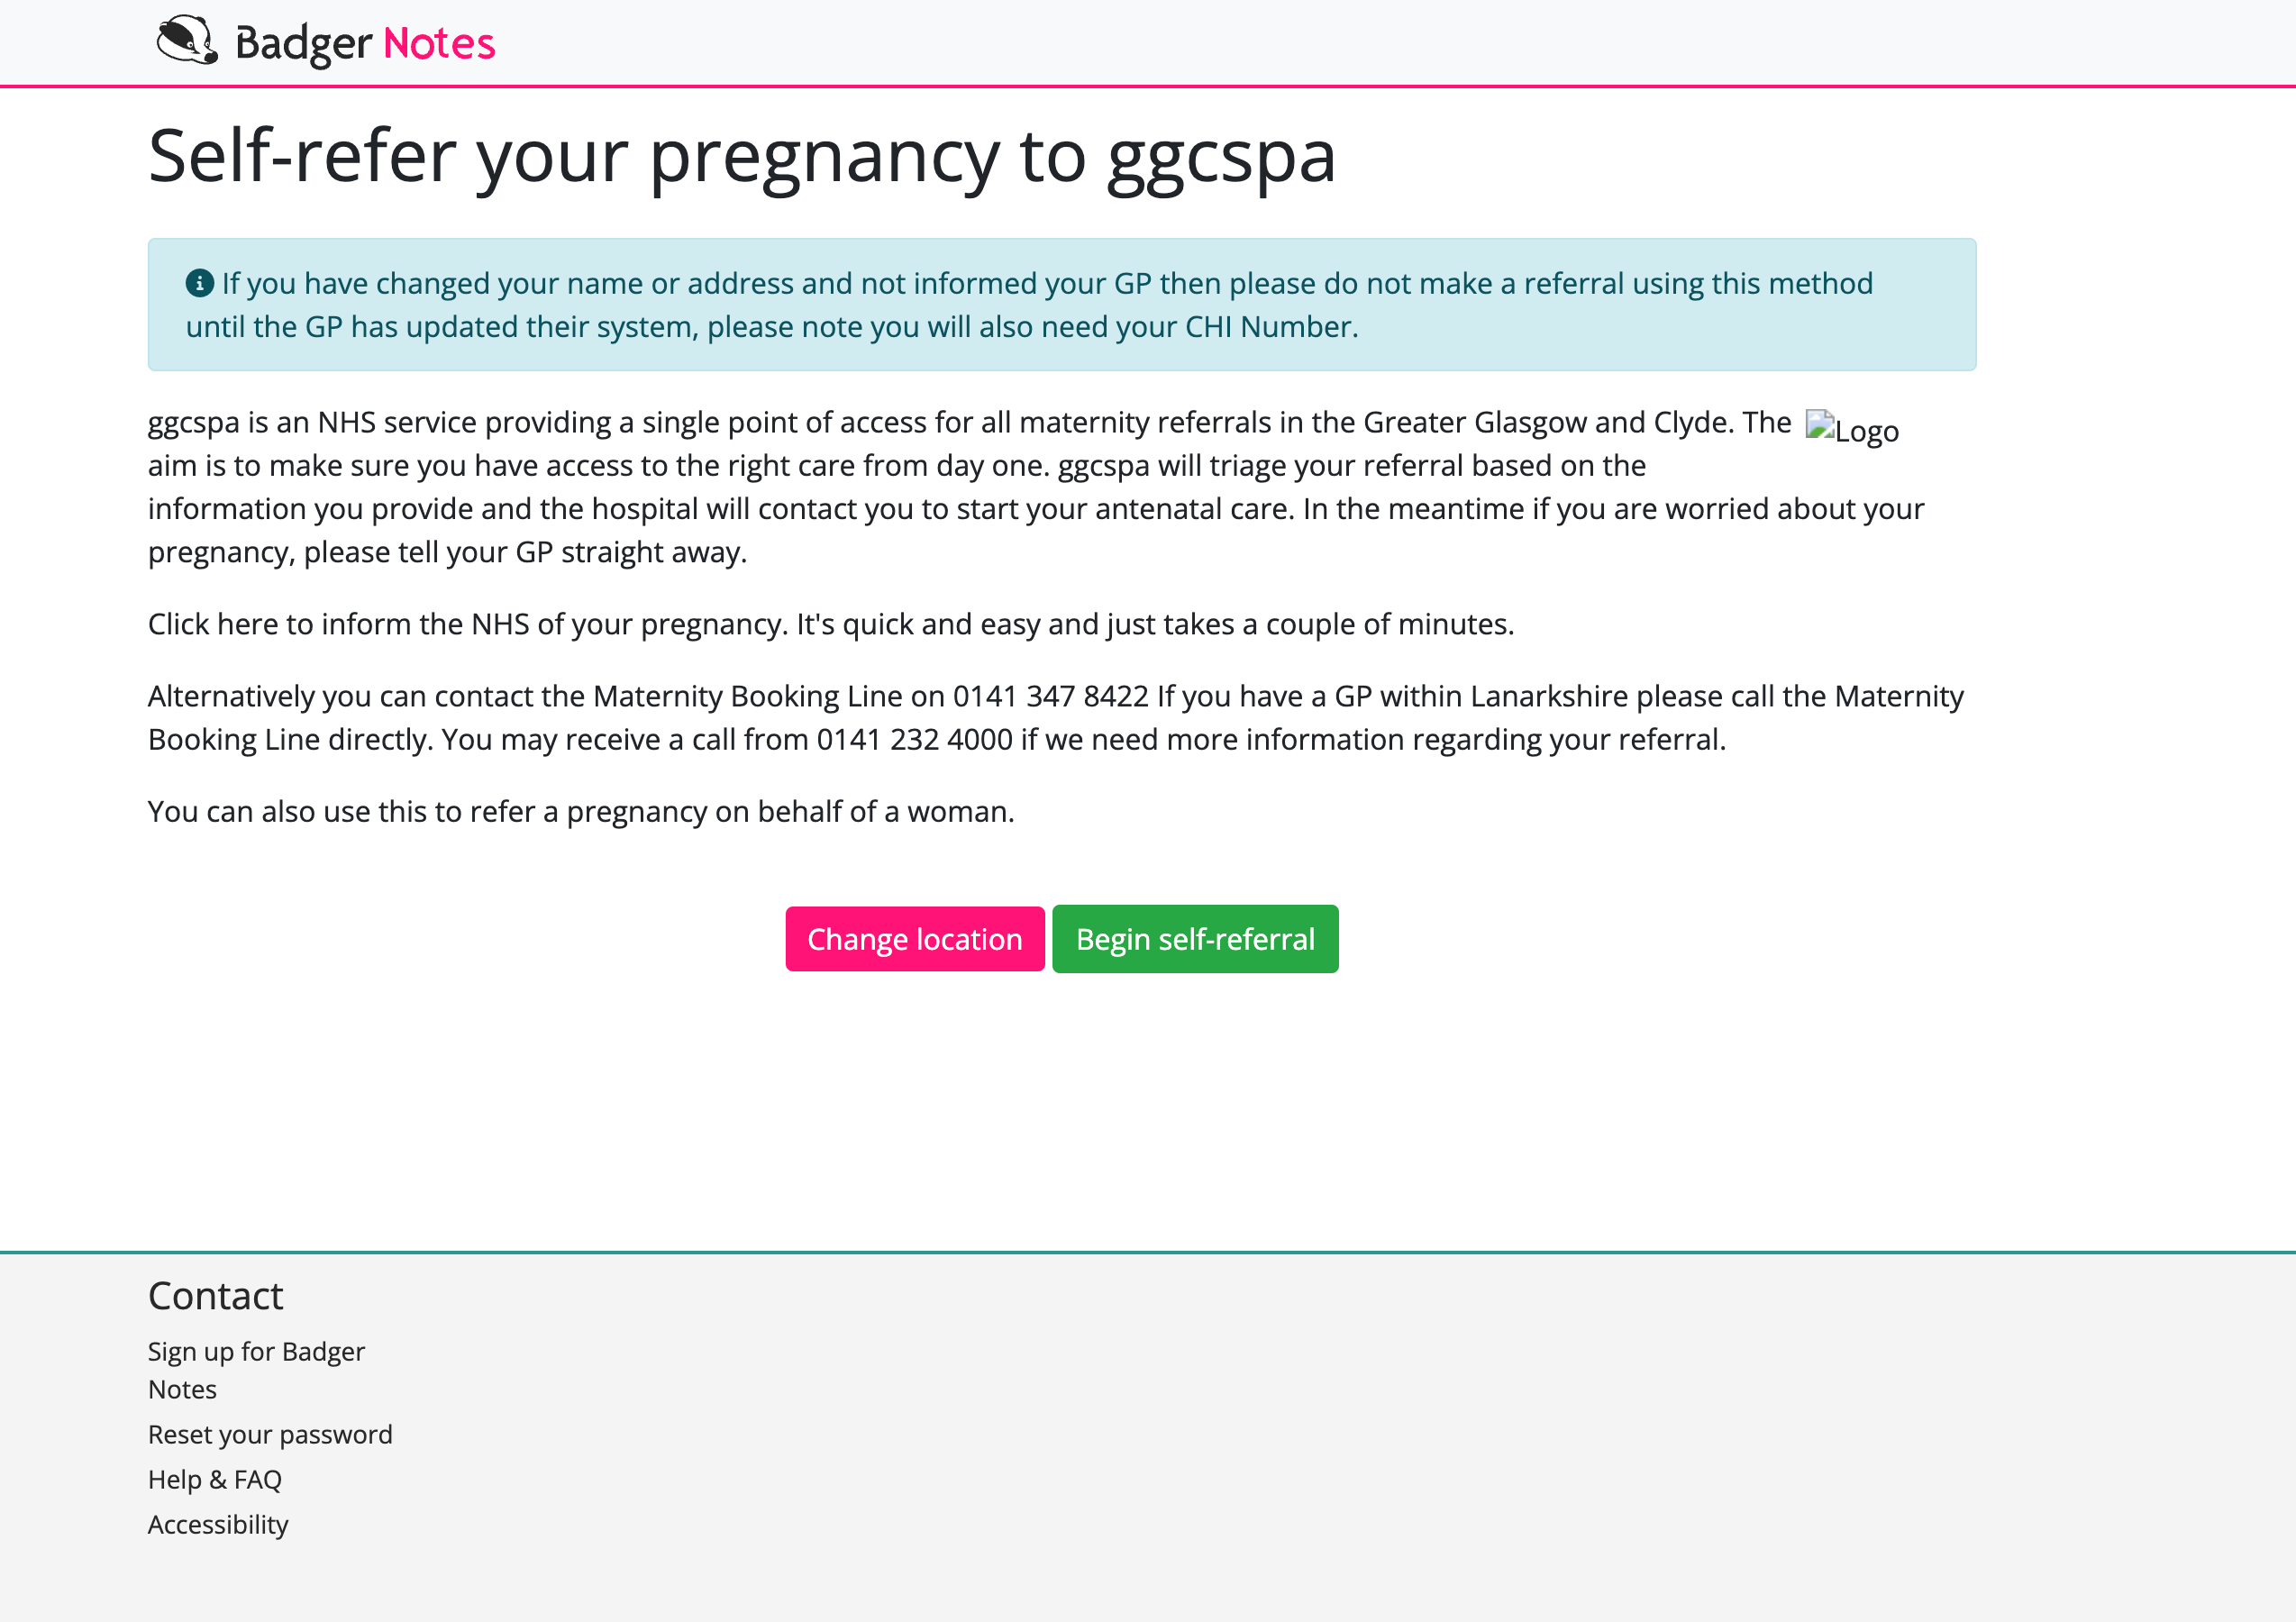 Badger Notes
Self-refer your pregnancy to ggcspa
If you have changed your name or address and not informed your GP then please do not make a referral using this method
until the GP has updated their system, please note you will also need your CHI Number.
ggcspa is an NHS service providing a single point of access for all maternity referrals in the Greater Glasgow and Clyde. The
Logo
aim is to make sure you have access to the right care from day one. ggcspa will triage your referral based on the
information you provide and the hospital will contact you to start your antenatal care. In the meantime if you are worried about your
pregnancy, please tell your GP straight away.
Click here to inform the NHS of your pregnancy. It's quick and easy and just takes a couple of minutes.
Alternatively you can contact the Maternity Booking Line on 0141 347 8422 If you have a GP within Lanarkshire please call the Maternity
Booking Line directly. You may receive a call from 0141 232 4000 if we need more information regarding your referral.
You can also use this to refer a pregnancy on behalf of a woman.
Change location
Begin self-referral
Contact
Sign up for Badger
Notes
Reset your password
Help & FAQ
Accessibility